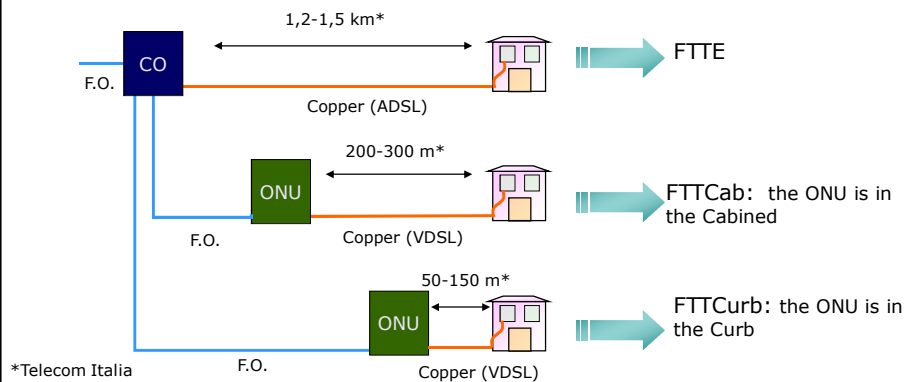 1,2-1,5 km*
CO
FTTE
F.O.
Copper (ADSL)
200-300 m*
ONU
FTTCab: the ONU is in
the Cabined
F.O.
Copper (VDSL)
50-150 m*
ONU
FTTCurb: the ONU is in
the Curb
F.O.
Copper (VDSL)
*Telecom Italia